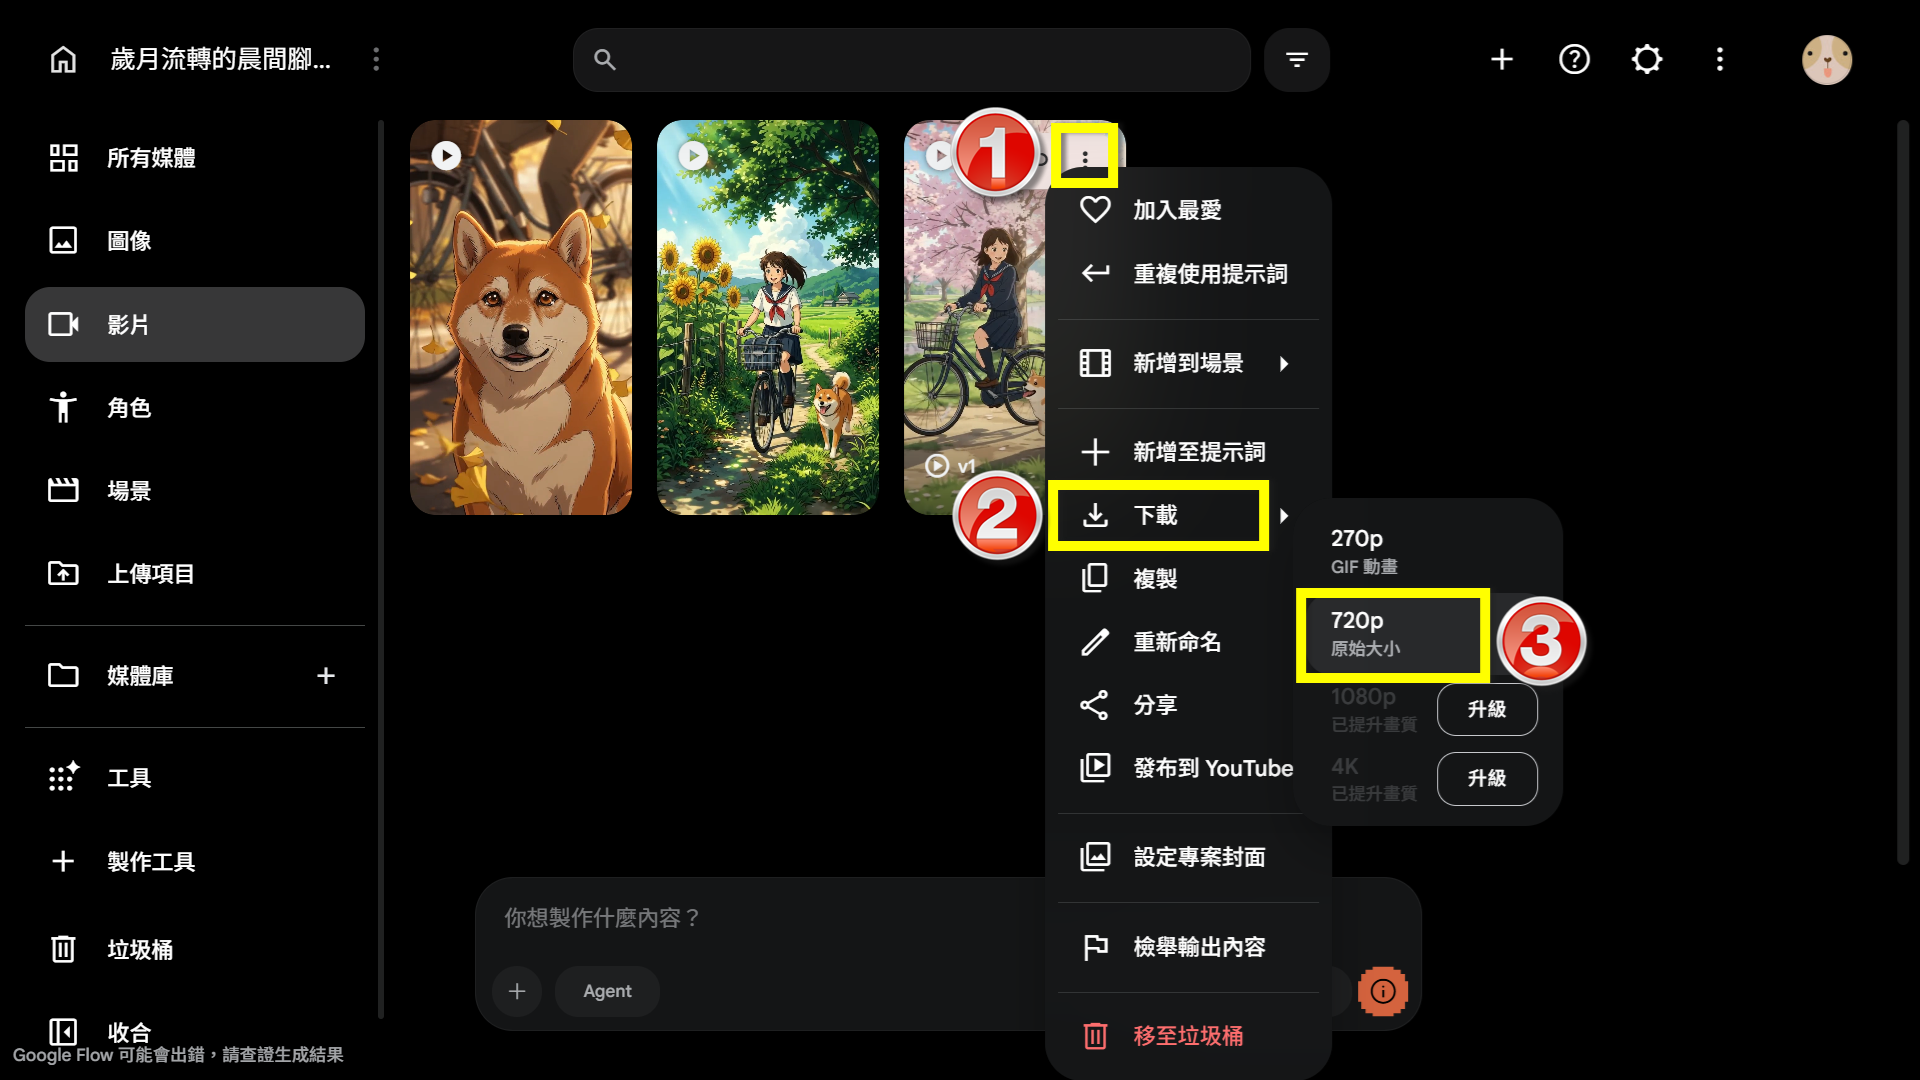 歲月流轉的晨間腳...
所有媒體
圖像
影片
角色
場景
上傳項目
媒體庫
工具
製作工具
垃圾桶
收合
Google Flow 可能會出錯，請查證生成結果
1
v1
加入最愛
重複使用提示詞
新增到場景
新增至提示詞
2
下載
複製
重新命名
分享
發布到 YouTube
設定專案封面
檢舉輸出內容
移至垃圾桶
270p
GIF 動畫
720p
原始大小
3
1080p
已提升畫質
升級
4K
已提升畫質
升級
你想製作什麼內容？
Agent